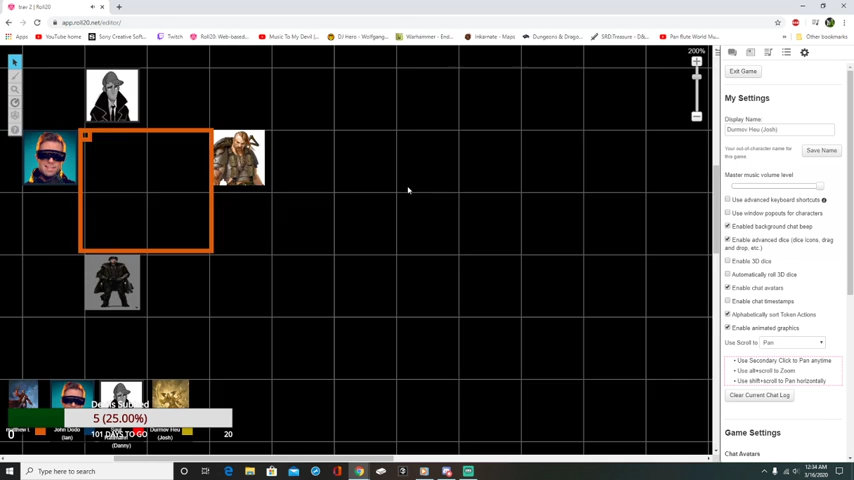 tian 2 | Roll20
app.roll20.net/editor/
Apps
YouTube home
Sony Creative Soft...
Twitch
Roll20: Web-based...
Music To My Devil (...
DJ Hero - Wolfgang...
Warhammer - End...
Inkarnate - Maps
Dungeons & Drago...
SRD:Treasure - D&...
Pan Rute World Mu...
Other bookmarks
200%
Exit Game
My Settings
Display Name:
Durmov Heu (Josh)
Your out-of-character name for this game
Save Name
Master music volume level
Use advanced keyboard shortcuts
Use window popouts for characters
Enabled background chat beep
Enable advanced dice (dice icons, drag
and drop, etc.)
Enable 3D dice
Automatically roll 3D dice
Enable chat avatars
Enable chat timestamps
Alphabetically sort Token Actions
Enable animated graphics
Use Scroll to
Pan
• Use Secondary Click to Pan anytime
• Use alt+scroll to Zoom
• Use shift+scroll to Pan horizontally
Clear Current Chat Log
Game Settings
Chat Avatars
5 (25.00%)
0
101 DAYS TO GO
20
John Dodo
(Ian)
(Danny)
Durmov Heu
(Josh)
Type here to search
12:34 AM
3/16/2020